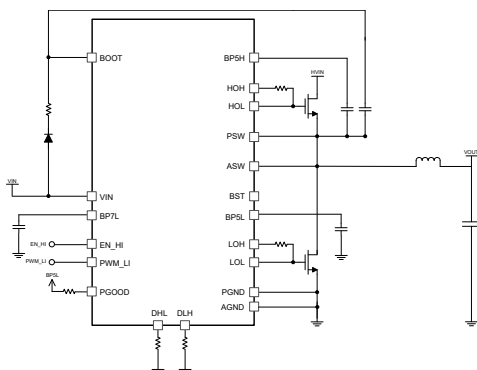 BOOT
BP5H
HVIN
HOH
HOL
PSW
VOUT
ASW
VIN
VIN
BST
BP7L
BP5L
EN_HI
EN_HI
LOH
PWM_LI
PWM_LI
LOL
BP5L
PGOOD
PGND
AGND
DHL
DLH